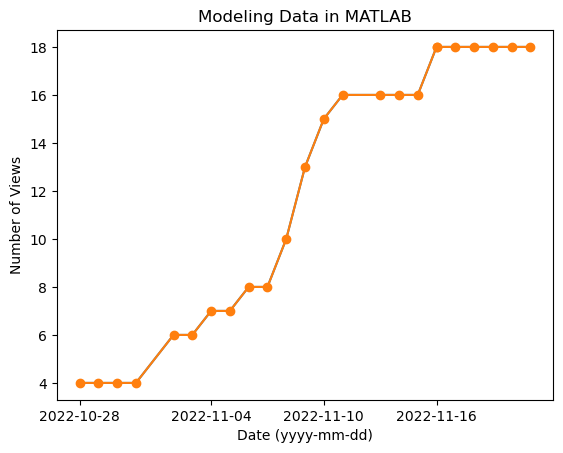 Modeling Data in MATLAB
Number of Views
18
16
14
12
10
8
6
4
2022-10-28 2022-11-04 2022-11-10 2022-11-16
Date (yyyy-mm-dd)